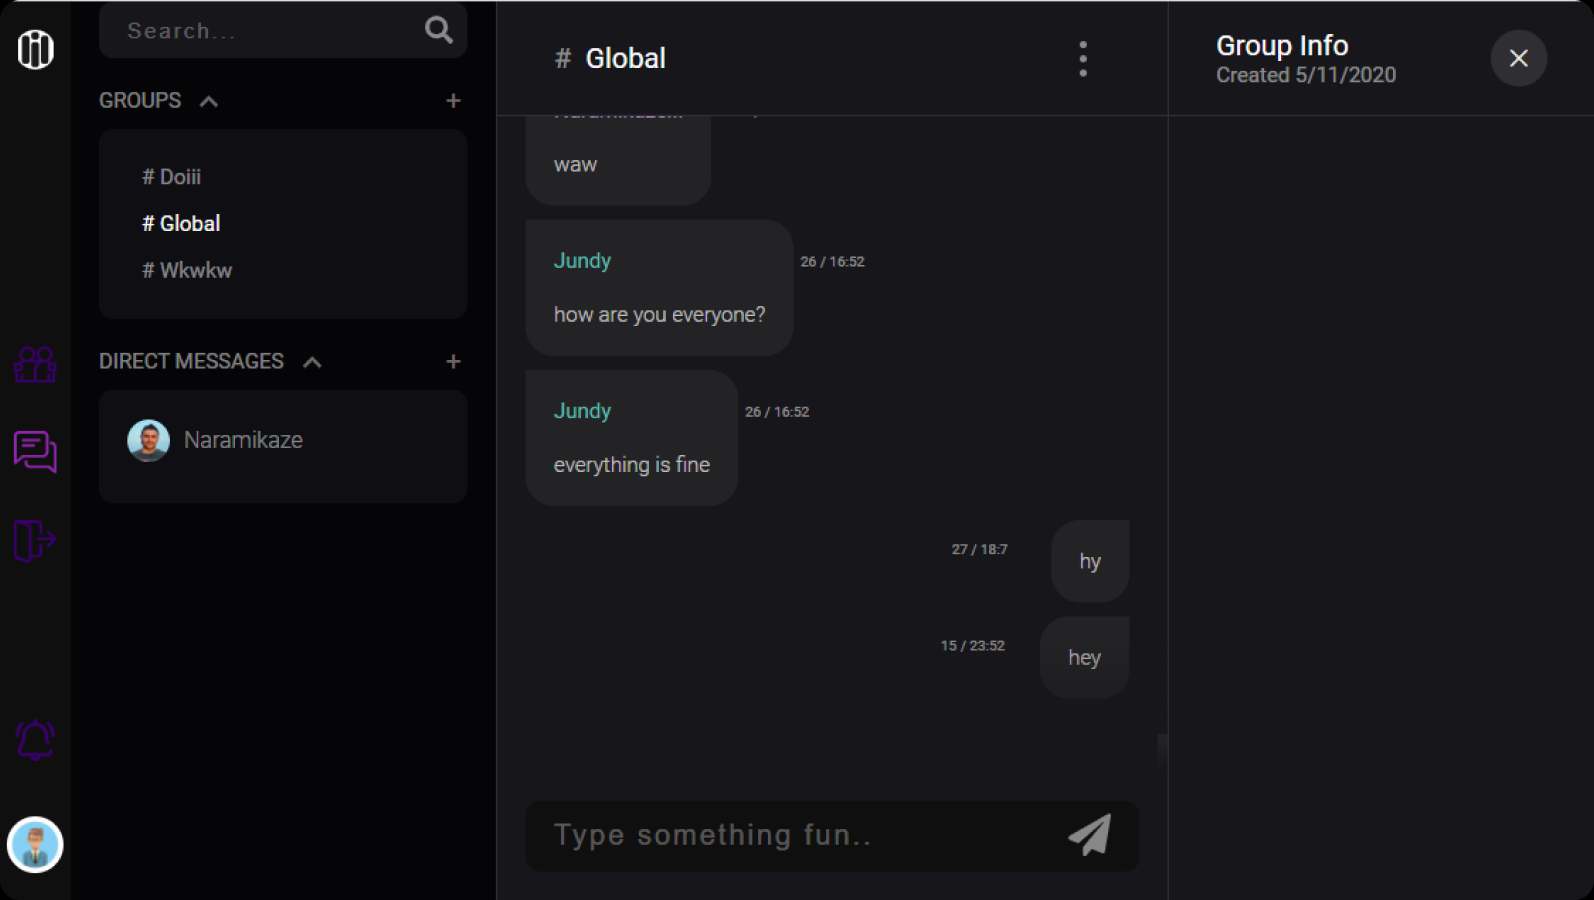 Search...
GROUPS
+
# Doiii
# Global
# Wkwkw
DIRECT MESSAGES
+
Naramikaze
# Global
waw
Jundy
26 / 16:52
how are you everyone?
Jundy
26 / 16:52
everything is fine
27 / 18:7
hy
15 / 23:52
hey
Type something fun..
Group Info
Created 5/11/2020